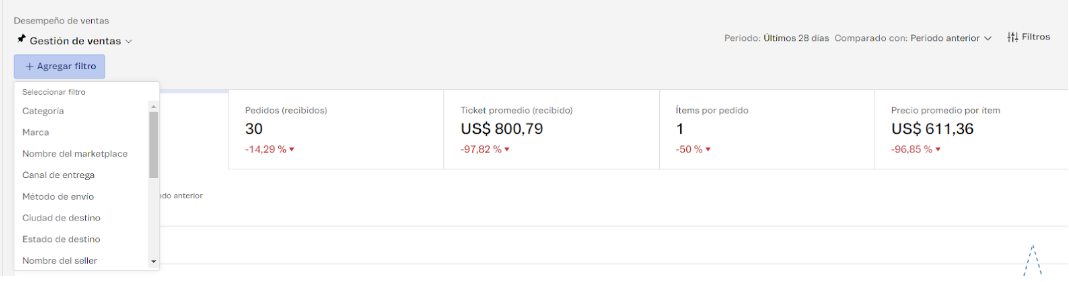 Desempeño de ventas
Gestión de ventas
Periodo: Últimos 28 días Comparado con: Periodo anterior
Filtros
+ Agregar filtro
Seleccionar filtro
Categoría
Marca
Nombre del marketplace
Canal de entrega
Método de envío
Ciudad de destino
Estado de destino
Nombre del seller
Pedidos (recibidos)
30
-14,29 %
Ticket promedio (recibido)
US$ 800,79
-97,82 %
Ítems por pedido
1
-50 %
Precio promedio por ítem
US$ 611,36
-96,85 %
anterior